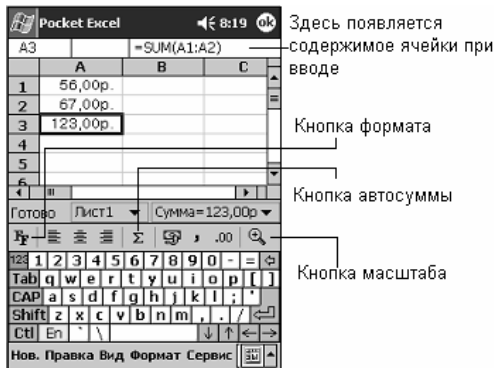 Pocket Excel 8:19 ok
Здесь появляется
содержимое ячейки при
вводе
A3 =SUM(A1:A2)
A B C
1 56,00р.
2 67,00р.
3 123,00р.
4
5
6
Кнопка формата
Кнопка автосуммы
Готово Лист1 Сумма=123,00р
Σ , .00
Кнопка масштаба
123 1 2 3 4 5 6 7 8 9 0 - =
Tab q w e r t y u i o p [ ]
CAP a s d f g h j k l ; '
Shift z x c v b n m , . /
Ctl En ` \ ↓ ↑ ← →
Нов. Правка Вид Формат Сервис